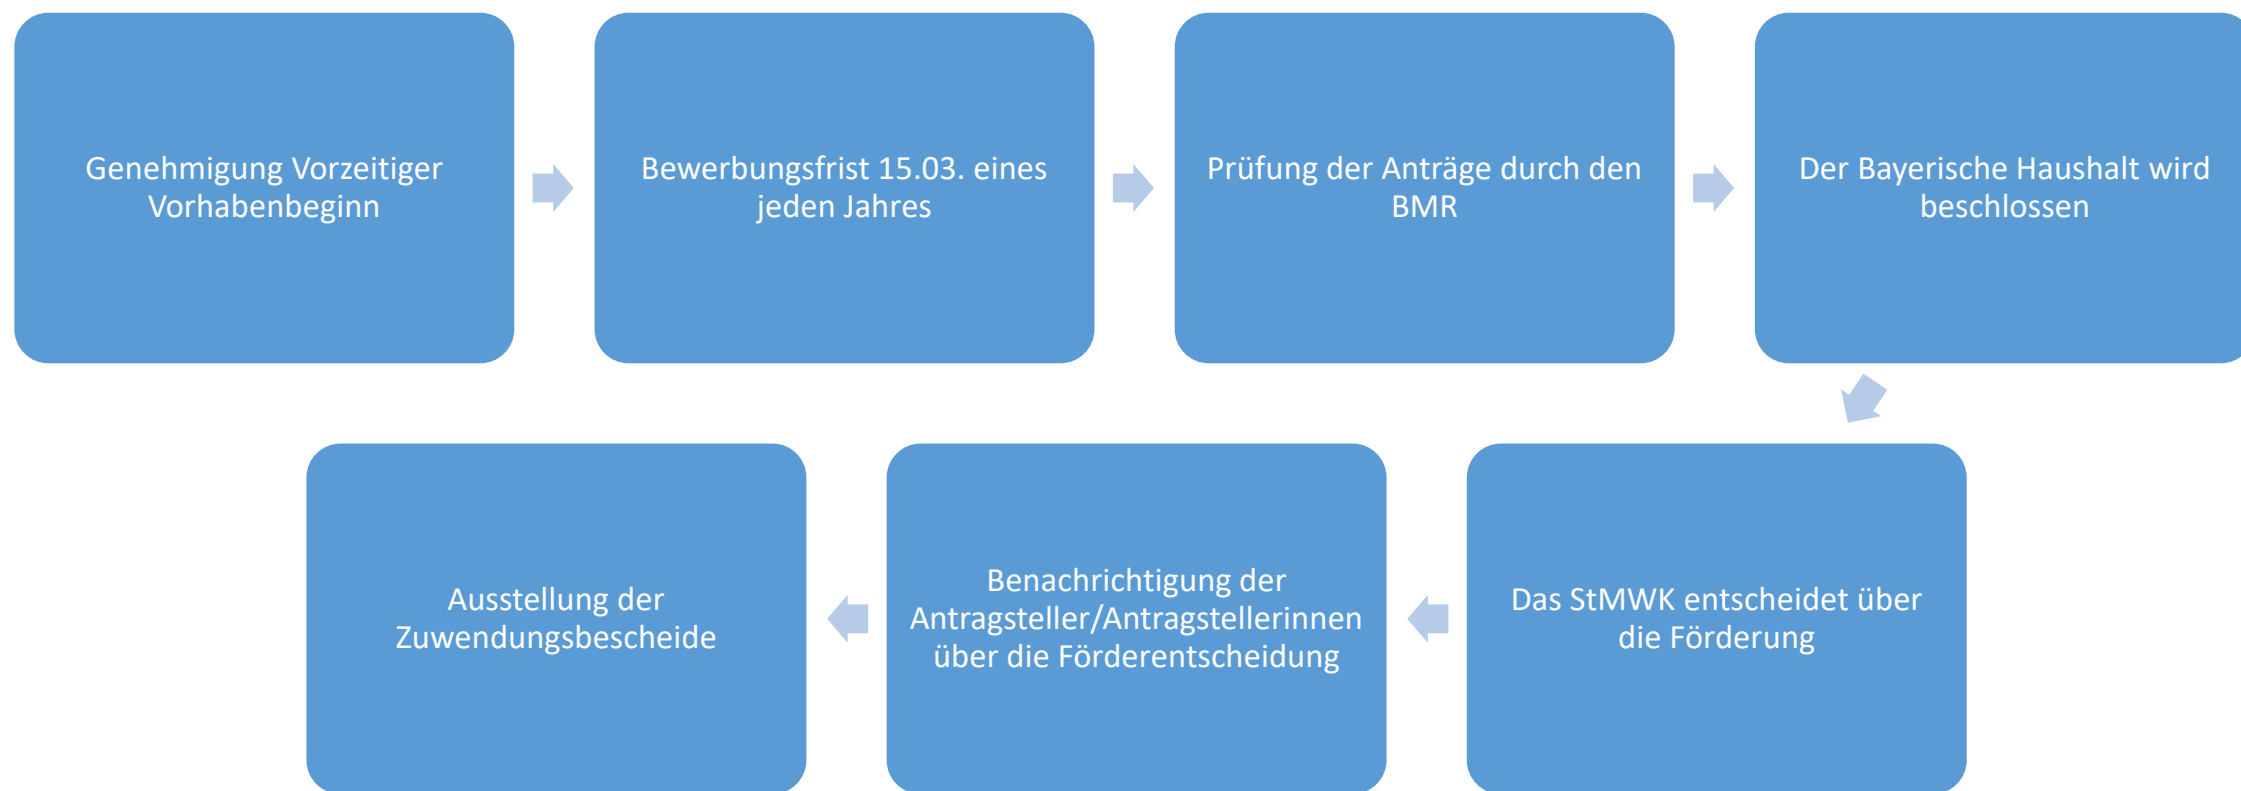 Genehmigung Vorzeitiger
Vorhabenbeginn
Bewerbungsfrist 15.03. eines
jeden Jahres
Prüfung der Anträge durch den
BMR
Der Bayerische Haushalt wird
beschlossen
Das StMWK entscheidet über
die Förderung
Benachrichtigung der
Antragsteller/Antragstellerinnen
über die Förderentscheidung
Ausstellung der
Zuwendungsbescheide